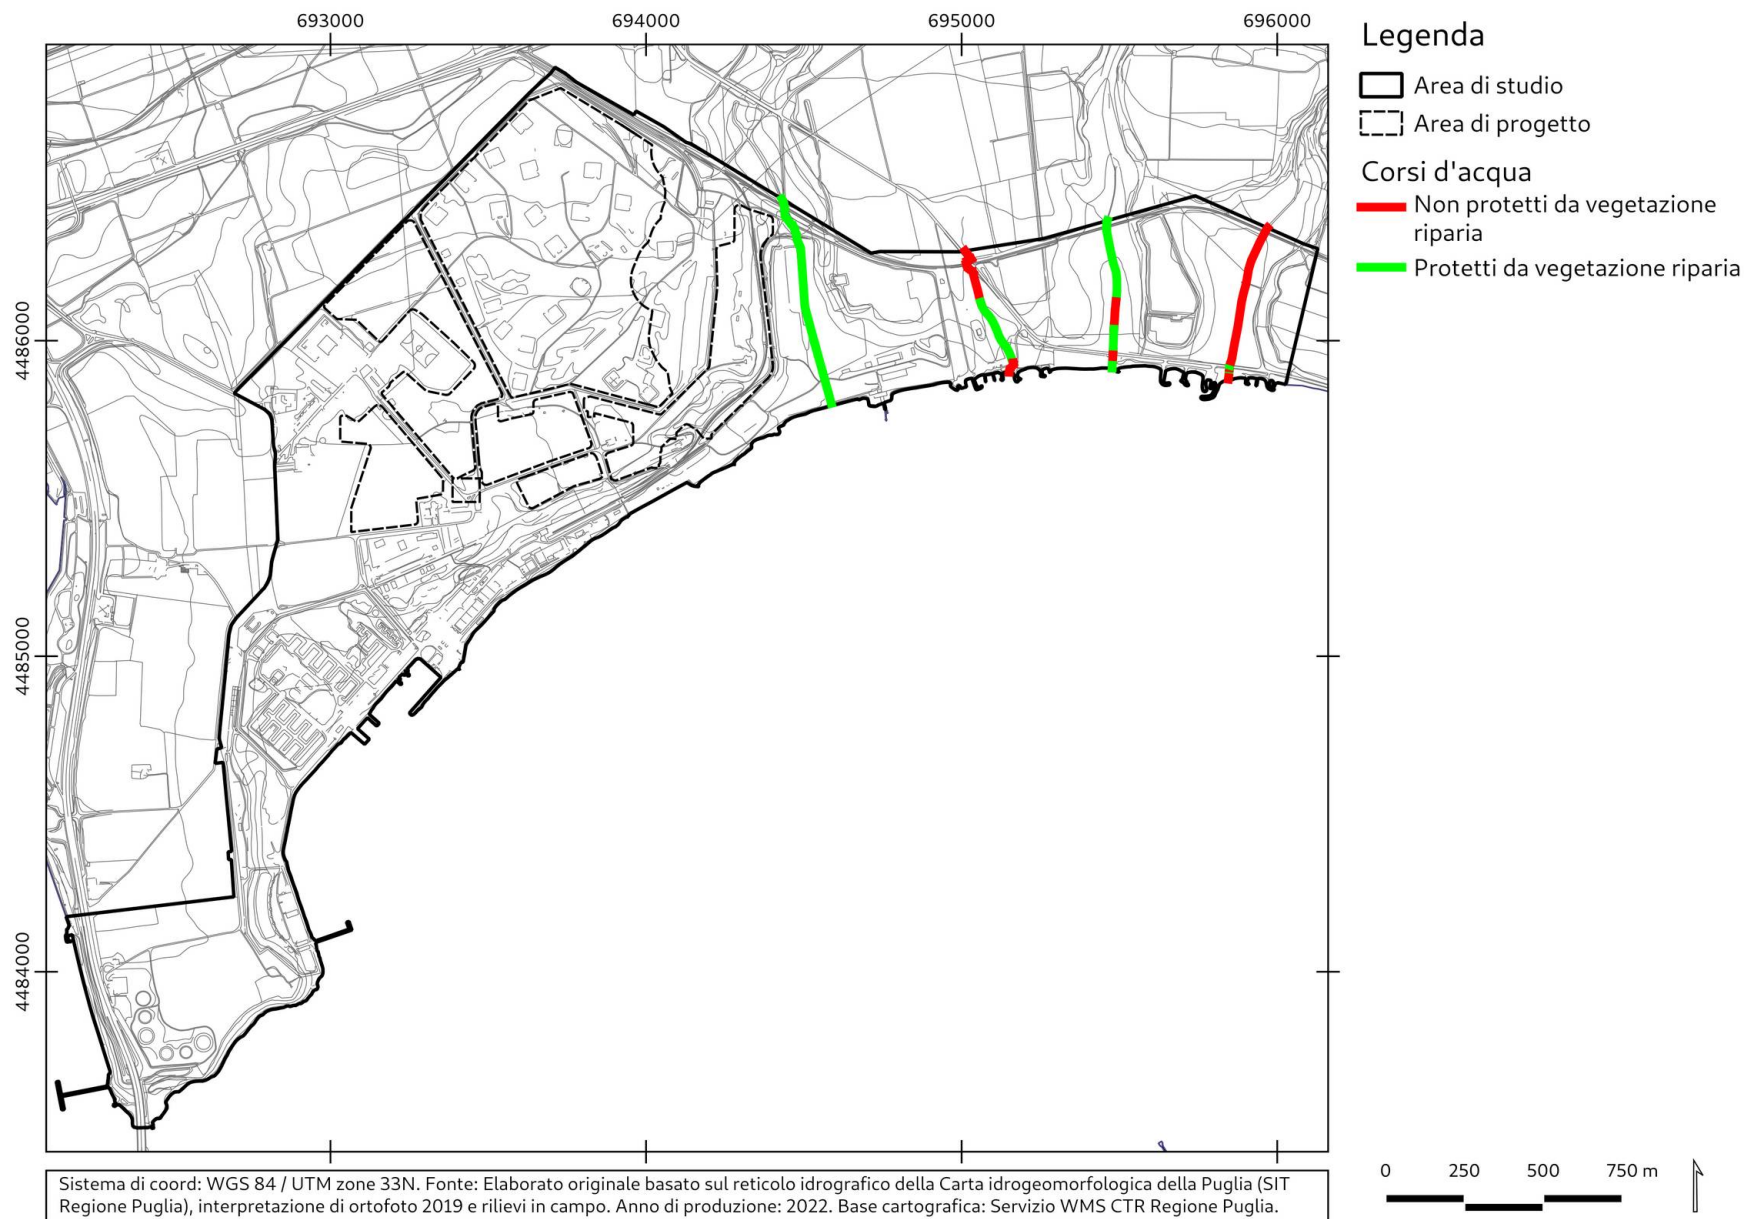 693000
694000
695000
696000
4486000
4485000
4484000
Legenda
Area di studio
Area di progetto
Corsi d'acqua
Non protetti da vegetazione
riparia
Protetti da vegetazione riparia
0 250 500 750 m
Sistema di coord: WGS 84 / UTM zone 33N. Fonte: Elaborato originale basato sul reticolo idrografico della Carta idrogeomorfologica della Puglia (SIT
Regione Puglia), interpretazione di ortofoto 2019 e rilievi in campo. Anno di produzione: 2022. Base cartografica: Servizio WMS CTR Regione Puglia.